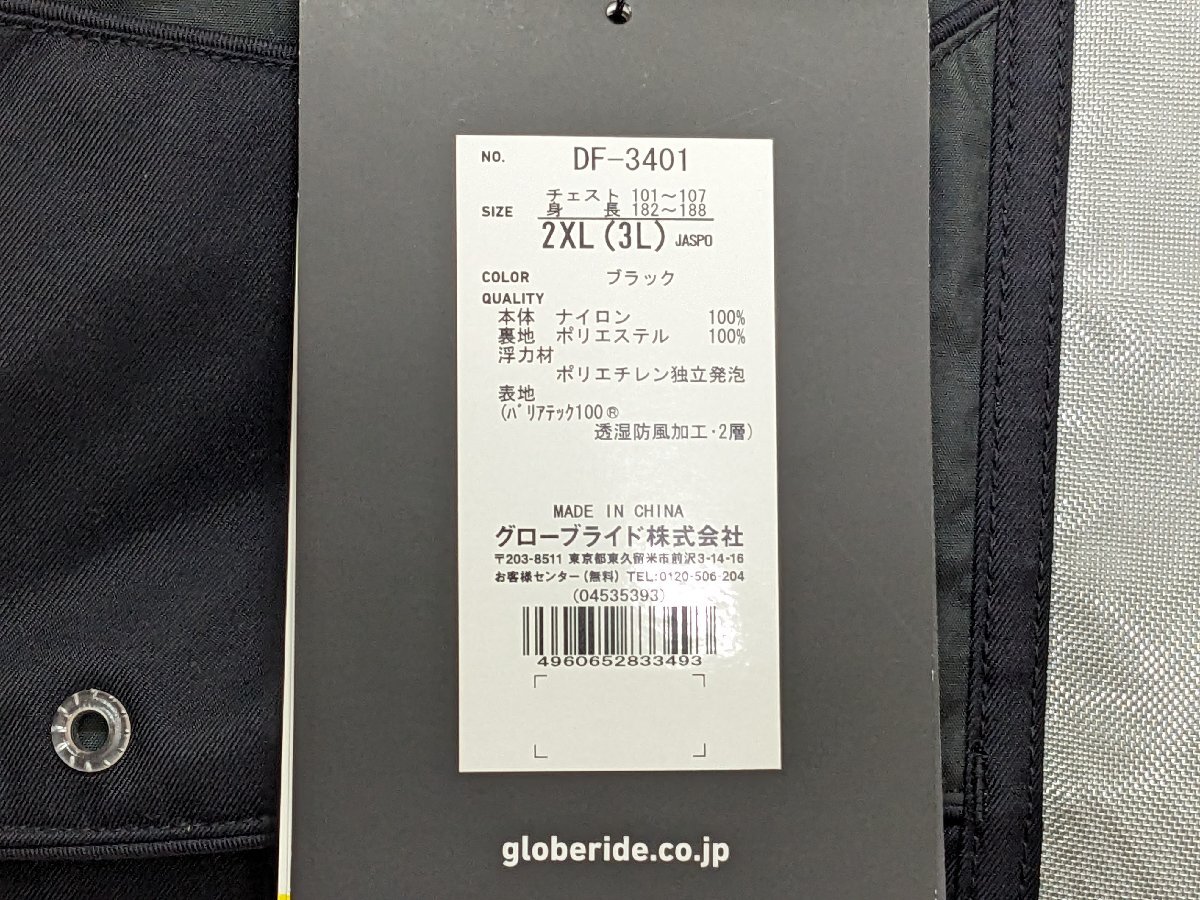 NO. DF-3401
チェスト 101～107
SIZE 身 長 182～188
2XL(3L) JASPO
COLOR ブラック
QUALITY
本体 ナイロン 100%
裏地 ポリエステル 100%
浮力材
ポリエチレン独立発泡
表地
(ﾊﾞﾘｱﾃｯｸ100®
透湿防風加工･2層)
MADE IN CHINA
グローブライド株式会社
〒203-8511 東京都東久留米市前沢3-14-16
お客様センター(無料) TEL:0120-506-204
(04535393)
4960652833493
globeride.co.jp